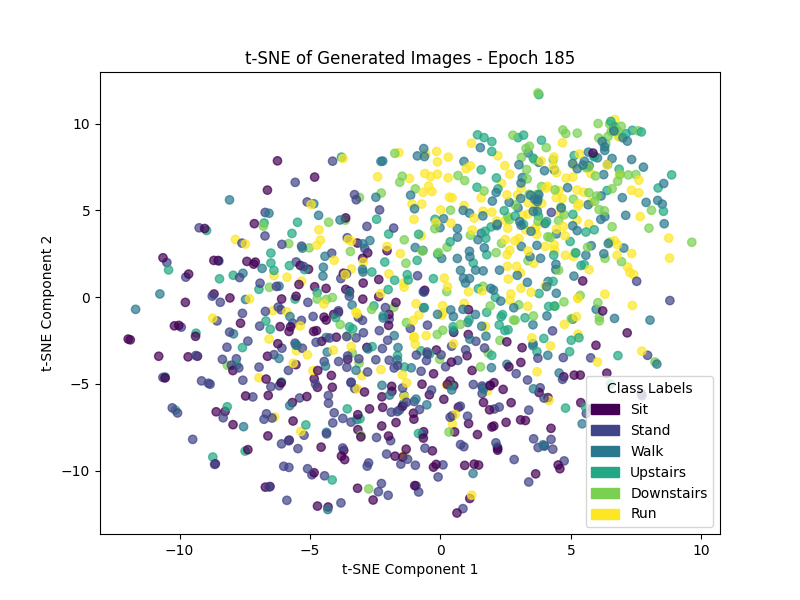 t-SNE of Generated Images - Epoch 185
t-SNE Component 2
10
5
0
−5
−10
Class Labels
Sit
Stand
Walk
Upstairs
Downstairs
Run
−10
−5
0
5
10
t-SNE Component 1